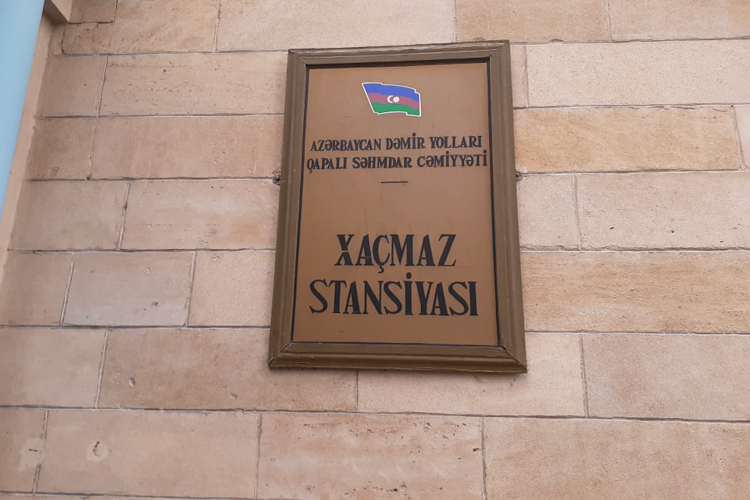 AZƏRBAYCAN DƏMİR YOLLARI
QAPALI SƏHMDAR CƏMİYYƏTİ
XAÇMAZ
STANSİYASI